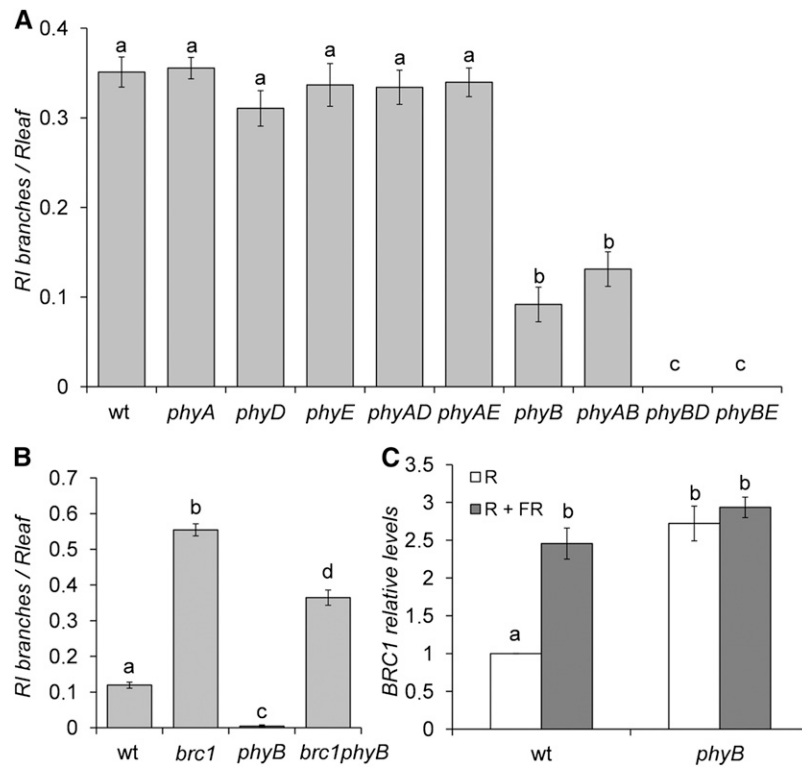 A
RI branches / Rleaf
0.4
0.3
0.2
0.1
0
a a a a a a b b c c
wt phyA phyD phyE phyAD phyAE phyB phyAB phyBD phyBE
B
RI branches / Rleaf
0.7
0.6
0.5
0.4
0.3
0.2
0.1
0
a b c d
wt brc1 phyB brc1phyB
C
BRC1 relative levels
3.5
3
2.5
2
1.5
1
0.5
0
R
R + FR
a b b b
wt phyB